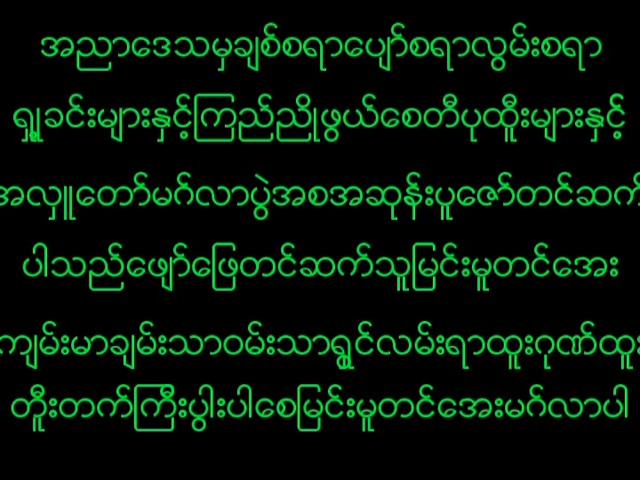 အညာဒေသမှချစ်စရာပျော်စရာလွမ်းစရာ
ရှုခင်းများနှင့်ကြည်ညိုဖွယ်စေတီပုထိုးများနှင့်
အလှူတော်မင်္ဂလာပွဲအစအဆုန်းပူဇော်တင်ဆက်
ပါသည်ဖျော်ဖြေတင်ဆက်သူမြင်းမူတင်အေး
ကျမ်းမာချမ်းသာဝမ်းသာရွှင်လမ်းရာထူးဂုဏ်ထူး
တိူးတက်ကြီးပွါးပါစေမြင်းမူတင်အေးမင်္ဂလာပါ